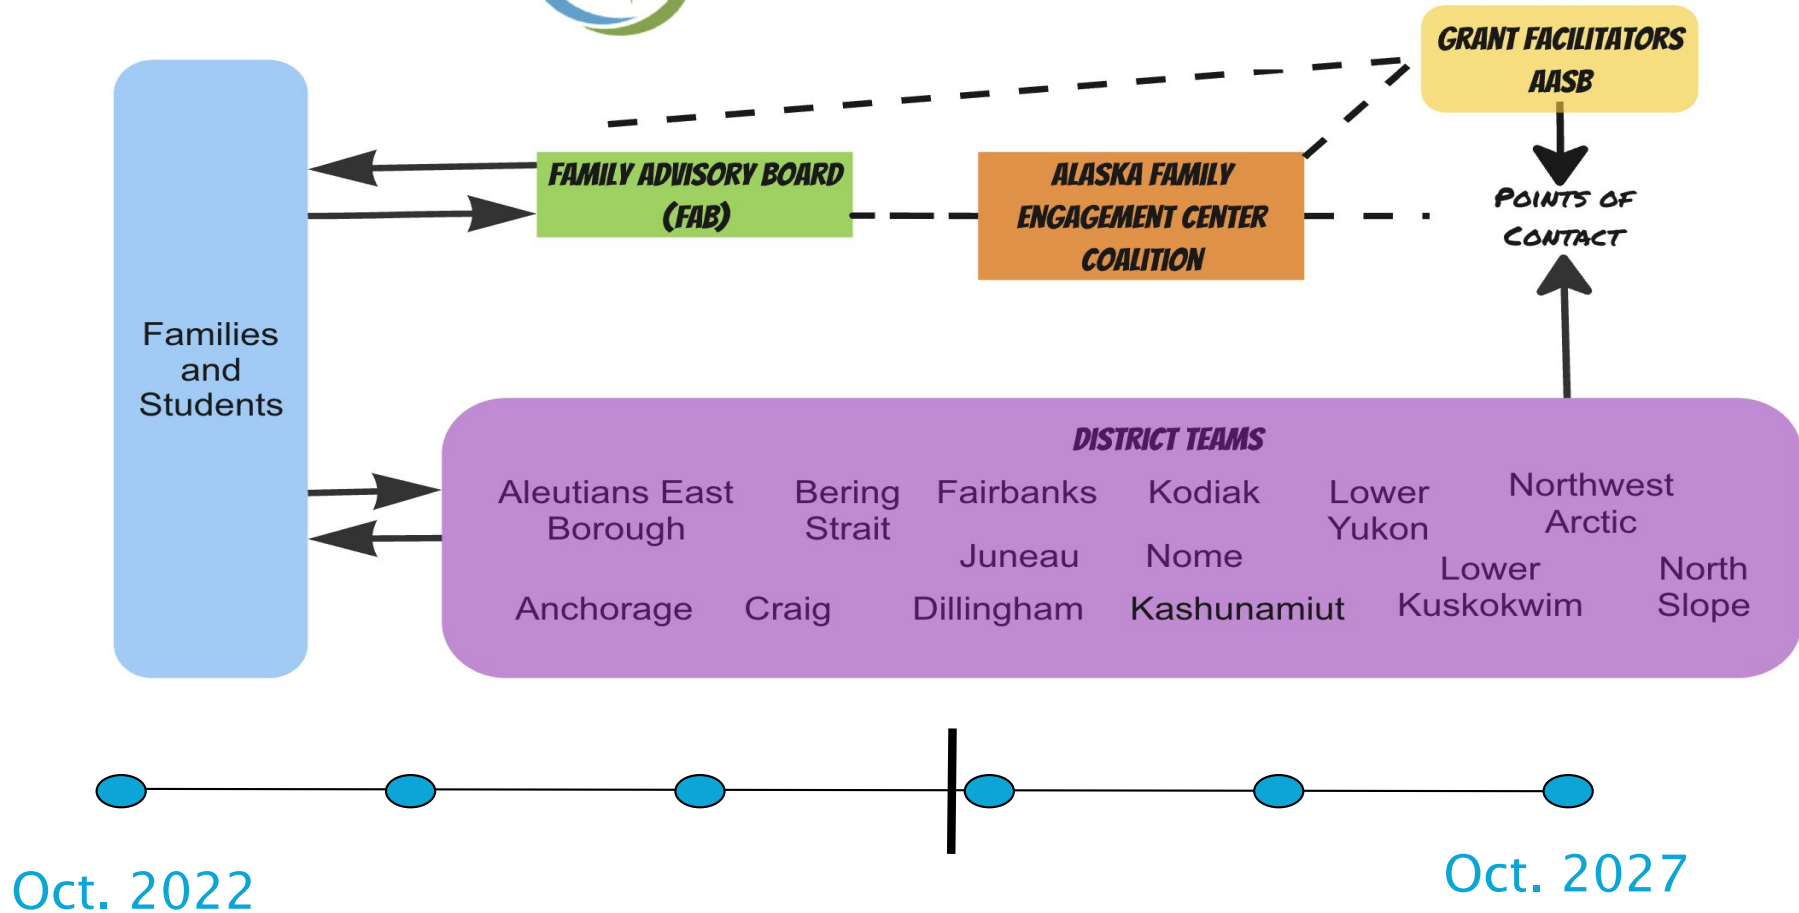 GRANT FACILITATORS
AASB
FAMILY ADVISORY BOARD
(FAB)
ALASKA FAMILY
ENGAGEMENT CENTER
COALITION
POINTS OF
CONTACT
Families
and
Students
DISTRICT TEAMS
Aleutians East
Borough
Bering
Strait
Fairbanks
Kodiak
Lower
Yukon
Northwest
Arctic
Juneau
Nome
Lower
Kuskokwim
North
Slope
Anchorage
Craig
Dillingham
Kashunamiut
Oct. 2022
Oct. 2027